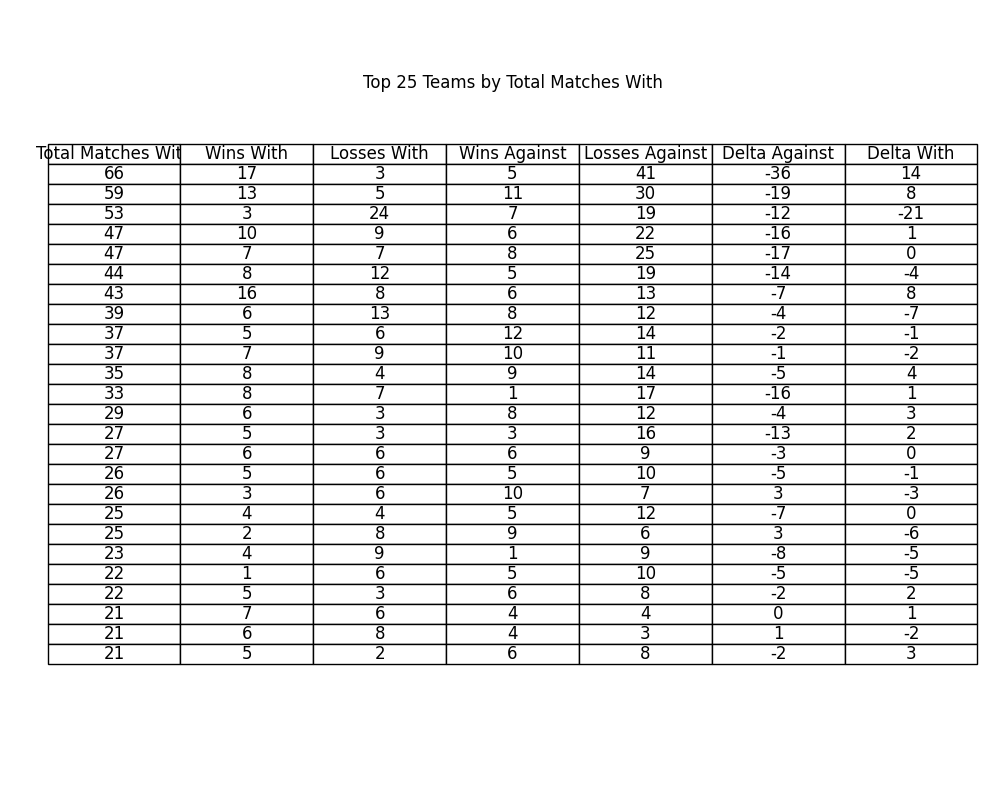 Top 25 Teams by Total Matches With
Total Matches Wit Wins With Losses With Wins Against Losses Against Delta Against Delta With
66 17 3 5 41 -36 14
59 13 5 11 30 -19 8
53 3 24 7 19 -12 -21
47 10 9 6 22 -16 1
47 7 7 8 25 -17 0
44 8 12 5 19 -14 -4
43 16 8 6 13 -7 8
39 6 13 8 12 -4 -7
37 5 6 12 14 -2 -1
37 7 9 10 11 -1 -2
35 8 4 9 14 -5 4
33 8 7 1 17 -16 1
29 6 3 8 12 -4 3
27 5 3 3 16 -13 2
27 6 6 6 9 -3 0
26 5 6 5 10 -5 -1
26 3 6 10 7 3 -3
25 4 4 5 12 -7 0
25 2 8 9 6 3 -6
23 4 9 1 9 -8 -5
22 1 6 5 10 -5 -5
22 5 3 6 8 -2 2
21 7 6 4 4 0 1
21 6 8 4 3 1 -2
21 5 2 6 8 -2 3